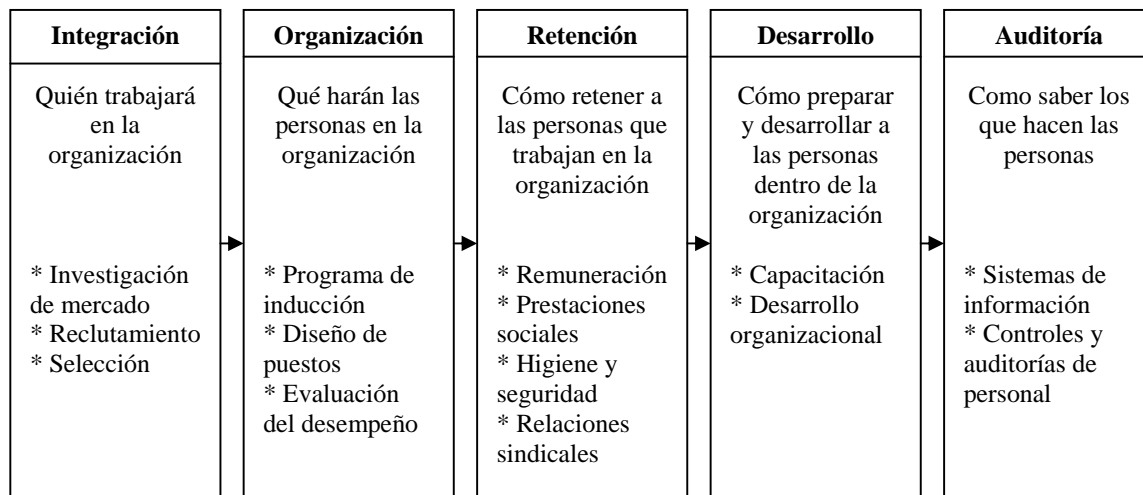 Integración
Quién trabajará
en la
organización
* Investigación
de mercado
* Reclutamiento
* Selección
Organización
Qué harán las
personas en la
organización
* Programa de
inducción
* Diseño de
puestos
* Evaluación
del desempeño
Retención
Cómo retener a
las personas que
trabajan en la
organización
* Remuneración
* Prestaciones
sociales
* Higiene y
seguridad
* Relaciones
sindicales
Desarrollo
Cómo preparar
y desarrollar a
las personas
dentro de la
organización
* Capacitación
* Desarrollo
organizacional
Auditoría
Como saber los
que hacen las
personas
* Sistemas de
información
* Controles y
auditorías de
personal